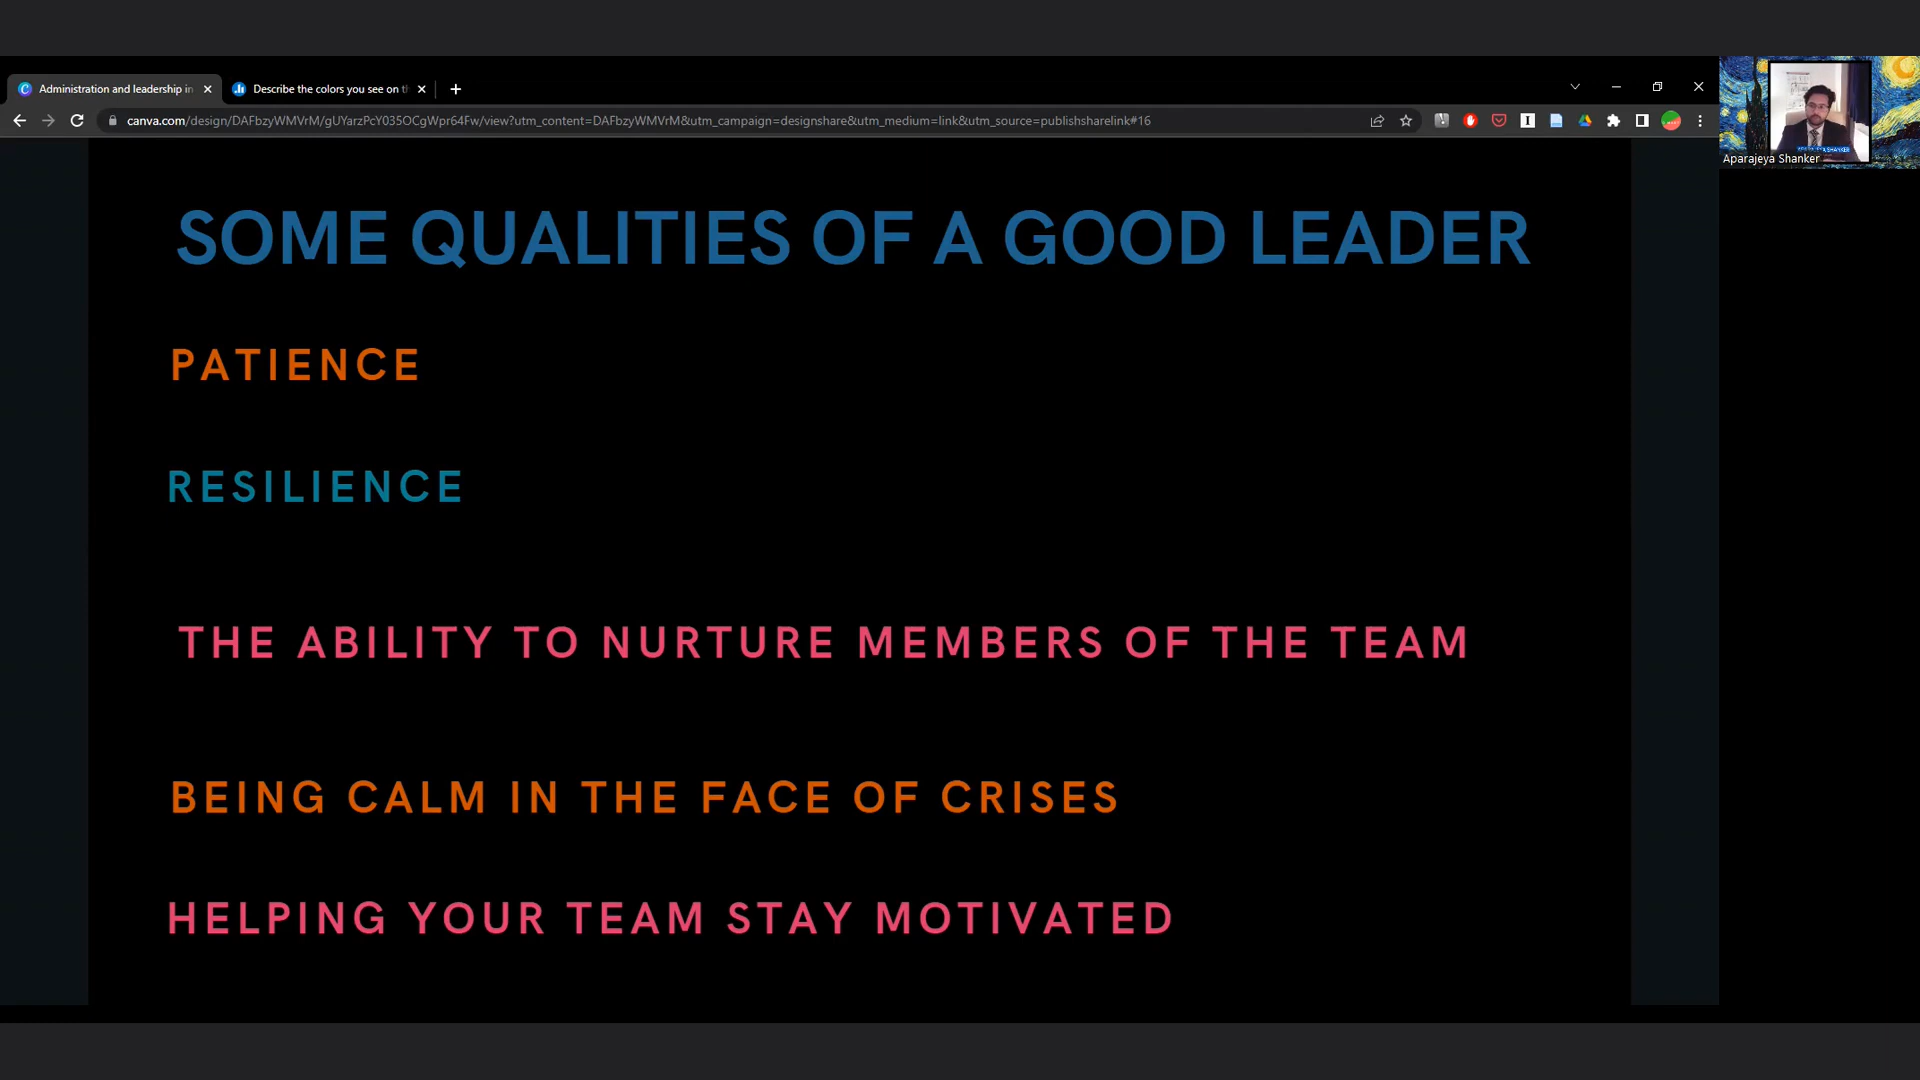 Administration and leadership in
Describe the colors you see on t
canva.com/design/DAFbzyWMVrM/gUYarzPcY035OCgWpr64Fw/view?utm_content=DAFbzyWMVrM&utm_campaign=designshare&utm_medium=link&utm_source=publishsharelink#16
Aparajeya Shanker
SOME QUALITIES OF A GOOD LEADER
PATIENCE
RESILIENCE
THE ABILITY TO NURTURE MEMBERS OF THE TEAM
BEING CALM IN THE FACE OF CRISES
HELPING YOUR TEAM STAY MOTIVATED